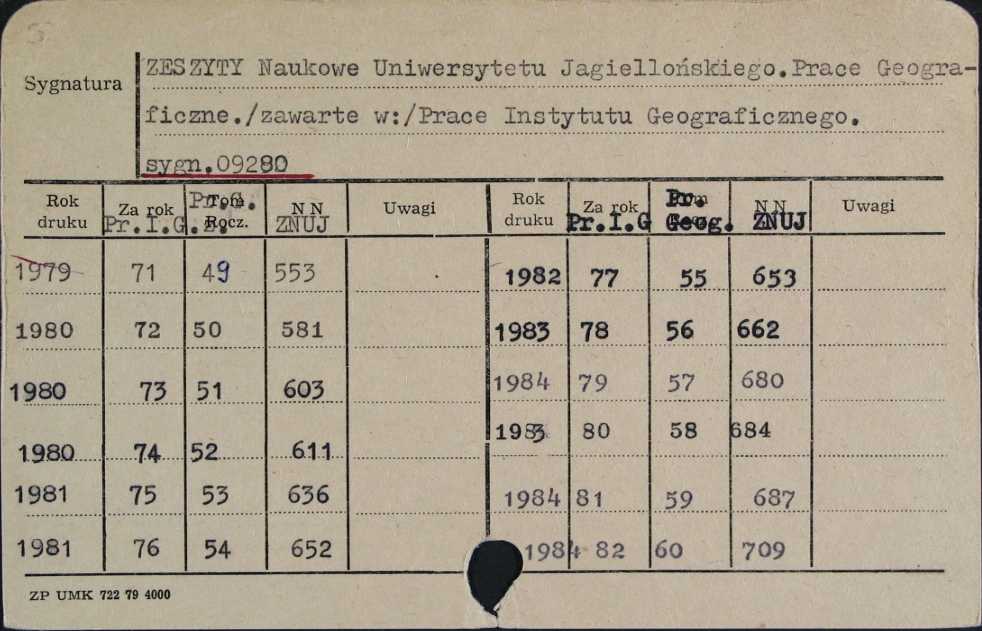 Sygnatura
ZESZYTY Naukowe Uniwersytetu Jagiellońskiego.Prace Geogra-
ficzne./zawarte w:/Prace Instytutu Geograficznego.
sygn.09280
Rok druku Za rok Pr.I.G. Tom Rocz. Pr.G. N N ZNUJ Uwagi
1979 71 49 553
1980 72 50 581
1980 73 51 603
1980 74 52 611
1981 75 53 636
1981 76 54 652
Rok druku Za rok Pr.I.G Pr. Geog. N N ZNUJ Uwagi
1982 77 55 653
1983 78 56 662
1984 79 57 680
1983 80 58 684
1984 81 59 687
1984 82 60 709
ZP UMK 722 79 4000